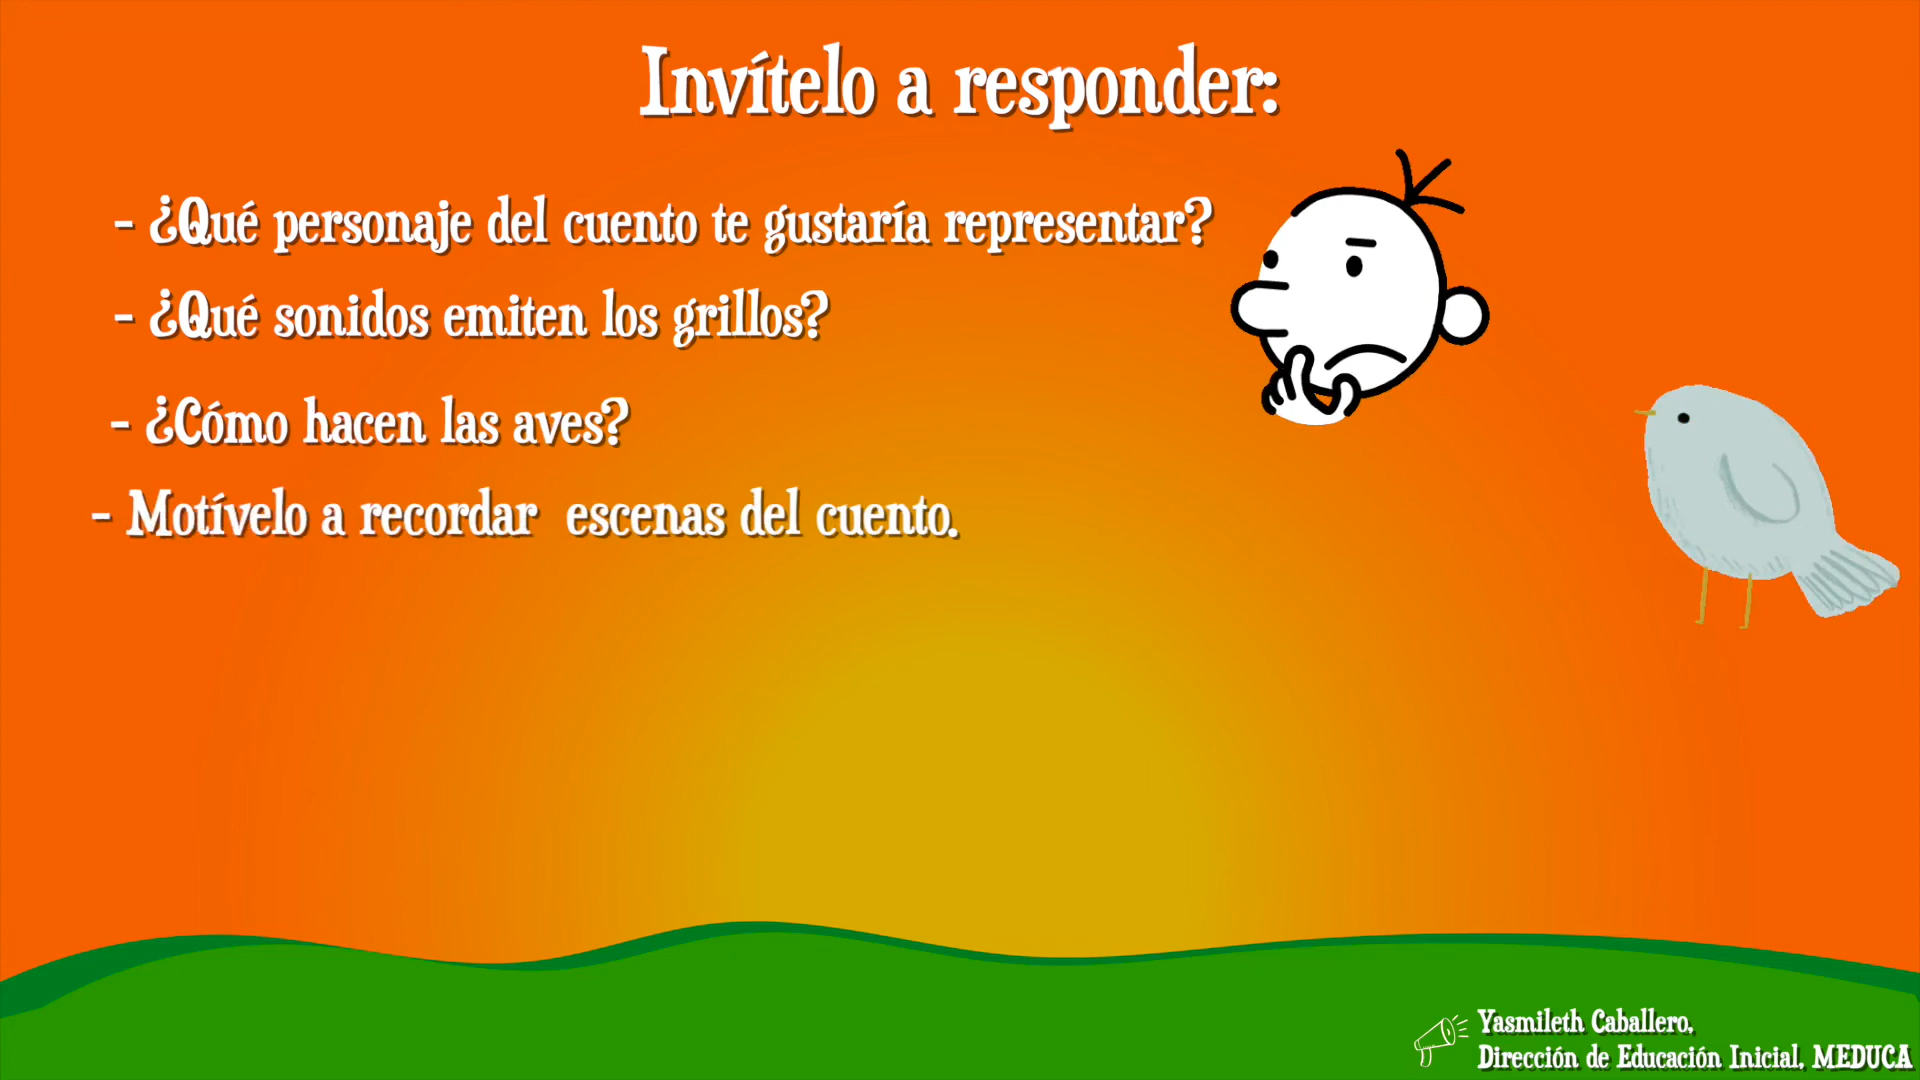 Invítelo a responder:
- ¿Qué personaje del cuento te gustaría representar?
- ¿Qué sonidos emiten los grillos?
- ¿Cómo hacen las aves?
- Motívelo a recordar escenas del cuento.
Yasmileth Caballero,
Dirección de Educación Inicial, MEDUCA